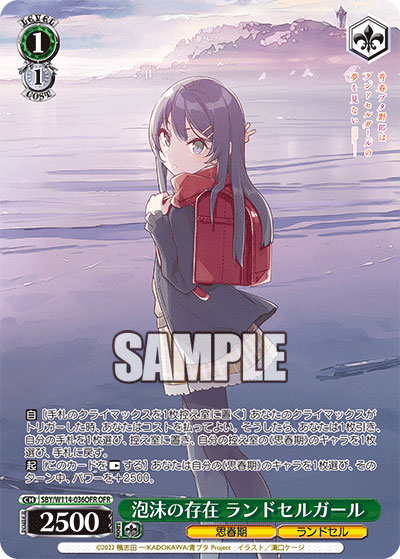 LEVEL
1
1
COST
青春ブタ野郎は
ランドセルガールの
夢を見ない
SAMPLE
自［手札のクライマックスを1枚控え室に置く］あなたのクライマックスが
トリガーした時、あなたはコストを払ってよい。そうしたら、あなたは1枚引き、
自分の手札を1枚選び、控え室に置き、自分の控え室の《思春期》のキャラを1枚
選び、手札に戻す。
起［このカードを する］あなたは自分の《思春期》のキャラを1枚選び、その
ターン中、パワーを+2500。
CH SBY/W114-036OFR OFR
POWER
2500
泡沫の存在 ランドセルガール
思春期 ランドセル
©2022 鴨志田 一/KADOKAWA/青ブタ Project イラスト/溝口ケージ